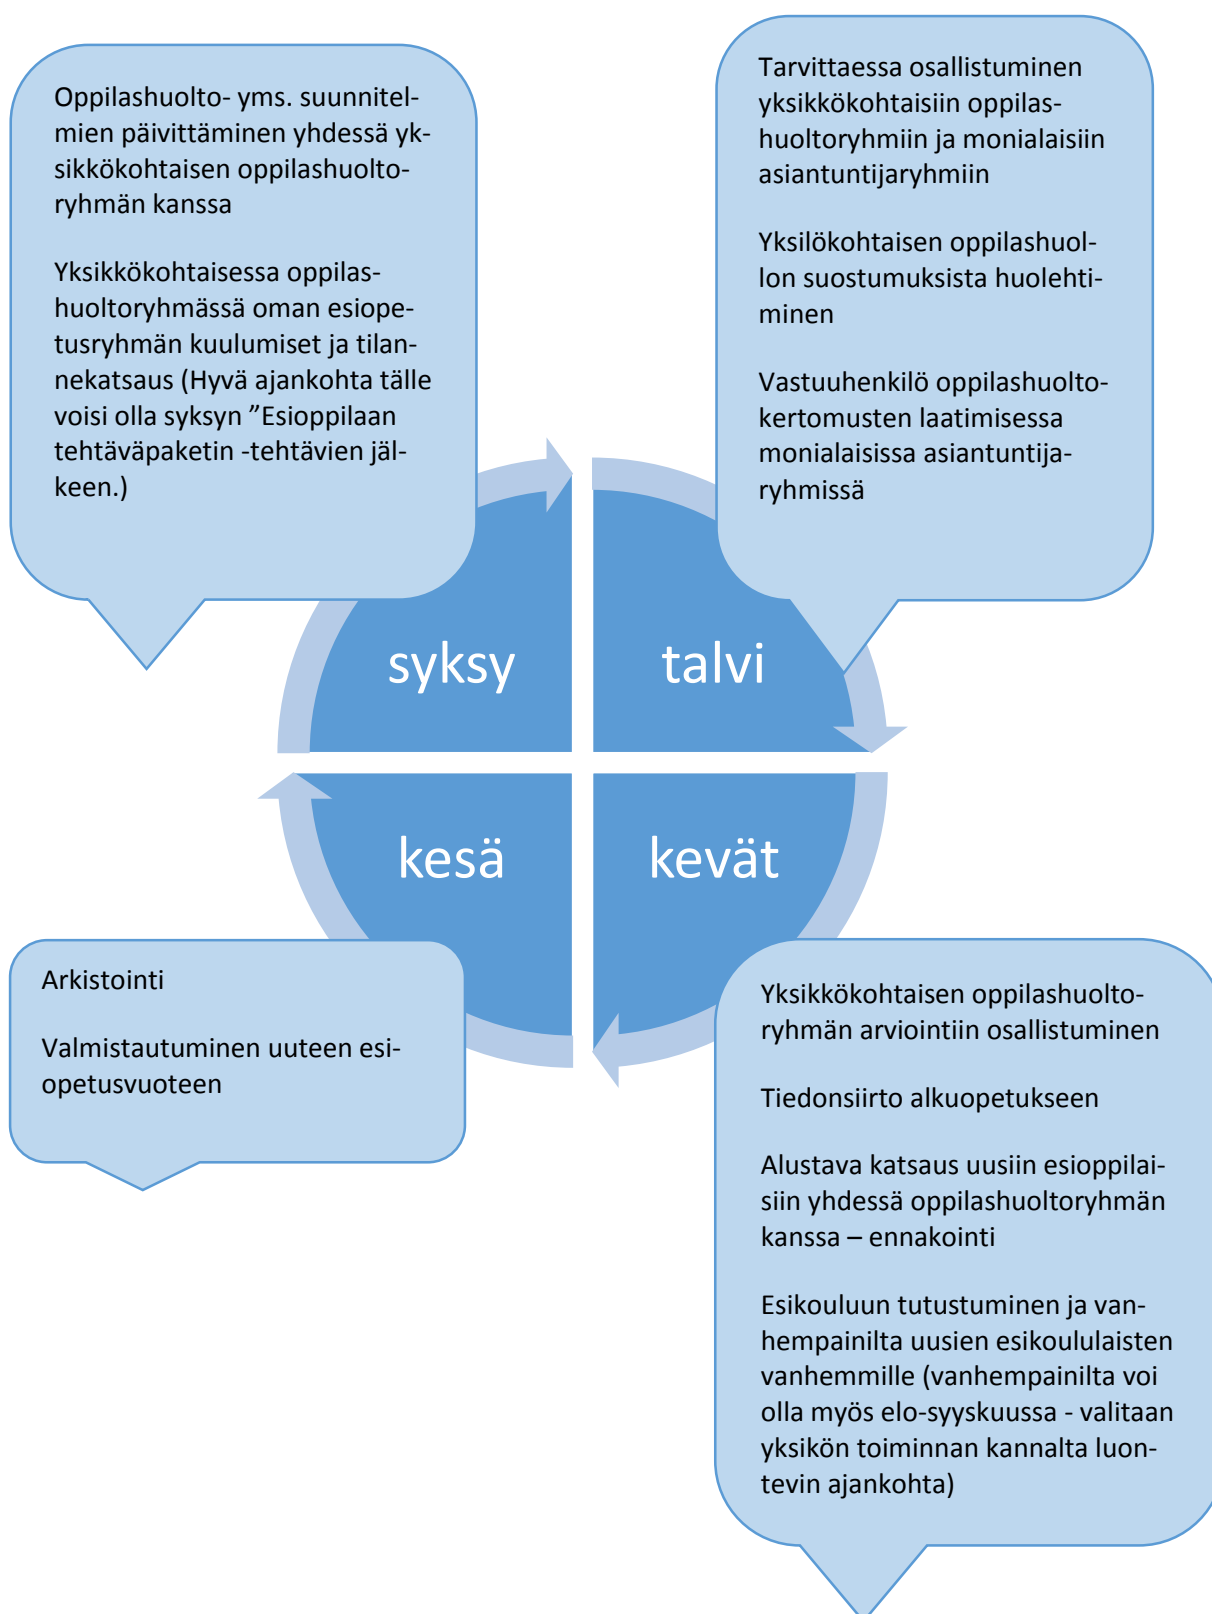 Oppilashuolto- yms. suunnitel-
mien päivittäminen yhdessä yk-
sikkökohtaisen oppilashuolto-
ryhmän kanssa
Yksikkökohtaisessa oppilas-
huoltoryhmässä oman esiope-
tusryhmän kuulumiset ja tilan-
nekatsaus (Hyvä ajankohta tälle
voisi olla syksyn ”Esioppilaan
tehtäväpaketin -tehtävien jäl-
keen.)
Tarvittaessa osallistuminen
yksikkökohtaisiin oppilas-
huoltoryhmiin ja monialaisiin
asiantuntijaryhmiin
Yksilökohtaisen oppilashuol-
lon suostumuksista huolehti-
minen
Vastuuhenkilö oppilashuolto-
kertomusten laatimisessa
monialaisissa asiantuntija-
ryhmissä
syksy
talvi
kesä
kevät
Arkistointi
Valmistautuminen uuteen esi-
opetusvuoteen
Yksikkökohtaisen oppilashuolto-
ryhmän arviointiin osallistuminen
Tiedonsiirto alkuopetukseen
Alustava katsaus uusiin esioppilai-
siin yhdessä oppilashuoltoryhmän
kanssa – ennakointi
Esikouluun tutustuminen ja van-
hempainilta uusien esikoululaisten
vanhemmille (vanhempainilta voi
olla myös elo-syyskuussa - valitaan
yksikön toiminnan kannalta luon-
tevin ajankohta)